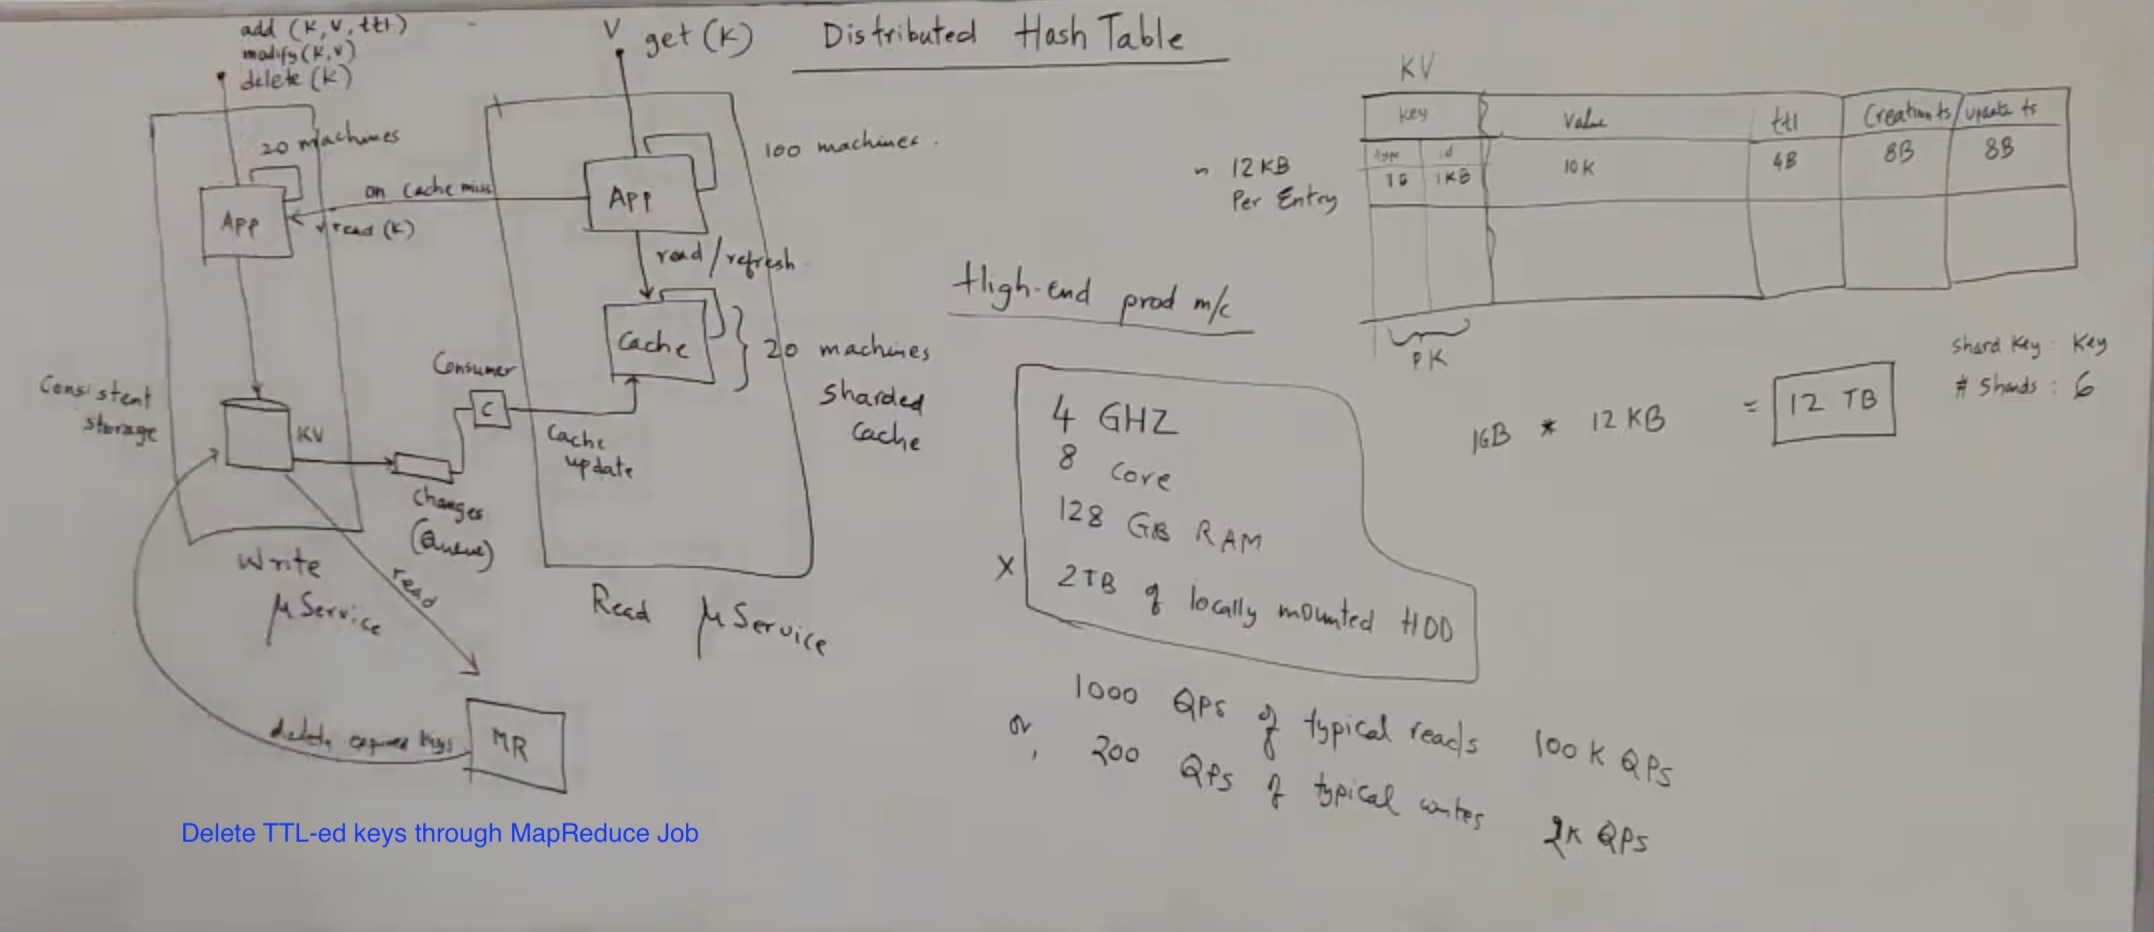 Distributed Hash Table
add (K, V, ttl)
modify (K, V)
delete (K)
20 machines
App
Consistent
storage
KV
Write
μService
on Cache miss
read (K)
V get (K)
100 machines.
App
read/refresh
Cache
20 machines
sharded
cache
Consumer
C
Cache
update
Changes
(Queue)
Read μService
read
MR
delete expired keys
Delete TTL-ed keys through MapReduce Job
High-end prod m/c
4 GHZ
8 core
128 GB RAM
X 2TB of locally mounted HDD
1000 QPS of typical reads 100K QPS
or, 200 QPS of typical writes 2K QPS
KV
Key Value ttl Creation ts / update ts
type id 10K 4B 8B 8B
1B 1KB
~ 12KB
Per Entry
PK
1GB * 12 KB = 12 TB
Shard Key : Key
# Shards : 6